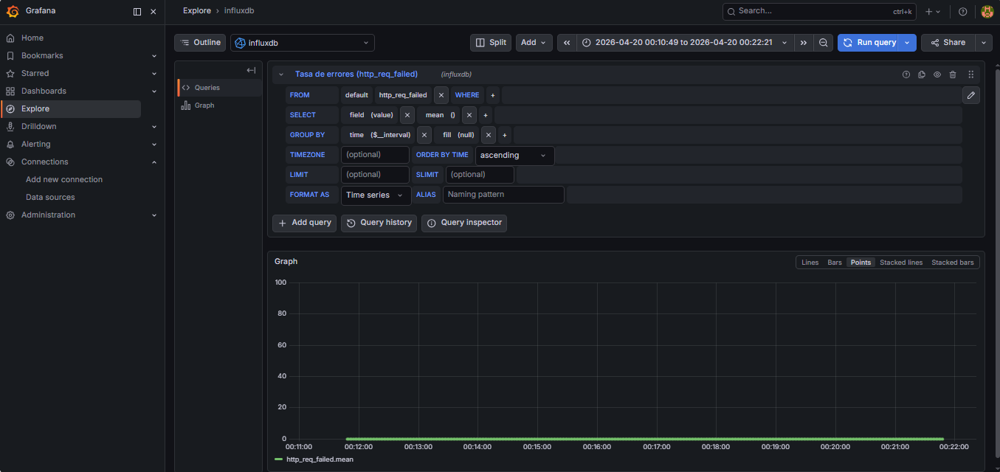 Grafana
Home
Bookmarks
Starred
Dashboards
Explore
Drilldown
Alerting
Connections
Add new connection
Data sources
Administration
Explore › influxdb
Search... ctrl+k
Outline influxdb Split Add 2026-04-20 00:10:49 to 2026-04-20 00:22:21 Run query Share
Queries
Graph
Tasa de errores (http_req_failed) (influxdb)
FROM default http_req_failed WHERE +
SELECT field (value) mean () +
GROUP BY time ($__interval) fill (null) +
TIMEZONE (optional) ORDER BY TIME ascending
LIMIT (optional) SLIMIT (optional)
FORMAT AS Time series ALIAS Naming pattern
+ Add query Query history Query inspector
Graph
Lines Bars Points Stacked lines Stacked bars
100
80
60
40
20
0
00:11:00 00:12:00 00:13:00 00:14:00 00:15:00 00:16:00 00:17:00 00:18:00 00:19:00 00:20:00 00:21:00 00:22:00
http_req_failed.mean